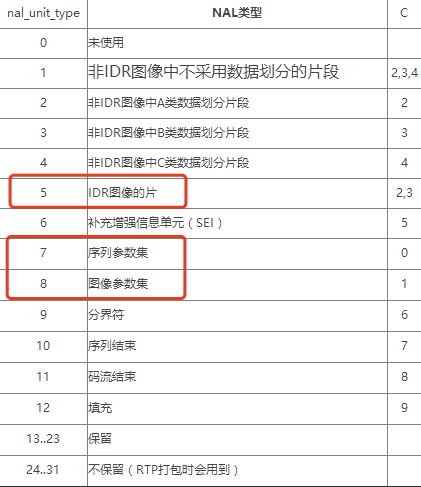 nal_unit_type NAL类型 C
0 未使用
1 非IDR图像中不采用数据划分的片段 2,3,4
2 非IDR图像中A类数据划分片段 2
3 非IDR图像中B类数据划分片段 3
4 非IDR图像中C类数据划分片段 4
5 IDR图像的片 2,3
6 补充增强信息单元（SEI） 5
7 序列参数集 0
8 图像参数集 1
9 分界符 6
10 序列结束 7
11 码流结束 8
12 填充 9
13..23 保留
24..31 不保留（RTP打包时会用到）